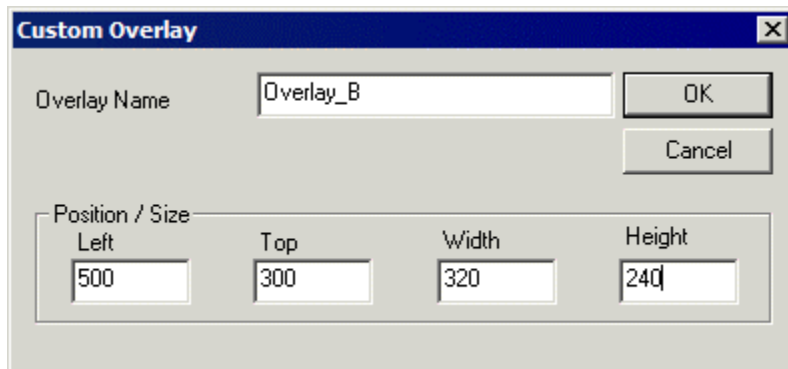 Custom Overlay
Overlay Name
Overlay_B
OK
Cancel
Position / Size
Left
Top
Width
Height
500
300
320
240